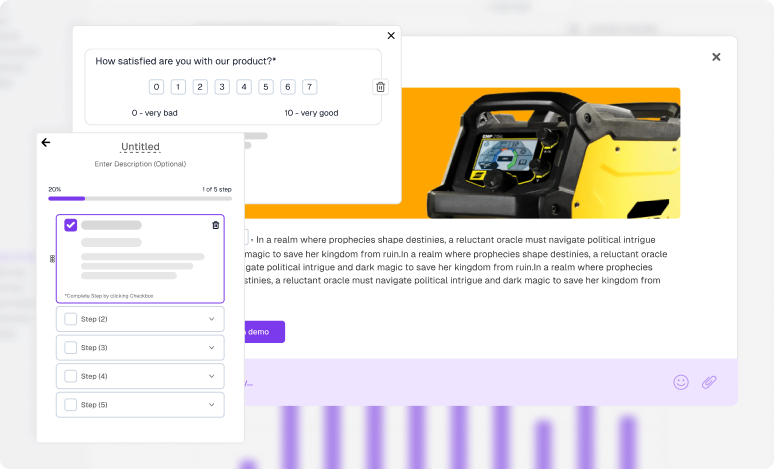 How satisfied are you with our product?*
0 1 2 3 4 5 6 7
0 - very bad 10 - very good
Untitled
Enter Description (Optional)
20% 1 of 5 step
*Complete Step by clicking Checkbox
Step (2)
Step (3)
Step (4)
Step (5)
In a realm where prophecies shape destinies, a reluctant oracle must navigate political intrigue
magic to save her kingdom from ruin.In a realm where prophecies shape destinies, a reluctant oracle
gate political intrigue and dark magic to save her kingdom from ruin.In a realm where prophecies
stinies, a reluctant oracle must navigate political intrigue and dark magic to save her kingdom from
demo